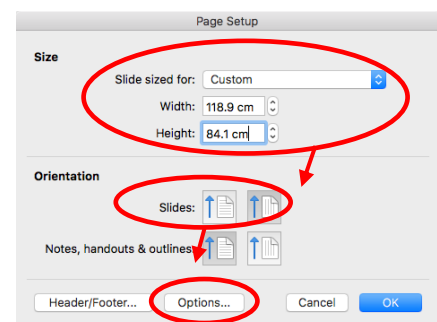 Page Setup
Size
Slide sized for: Custom
Width: 118.9 cm
Height: 84.1 cm
Orientation
Slides:
Notes, handouts & outlines:
Header/Footer... Options... Cancel OK